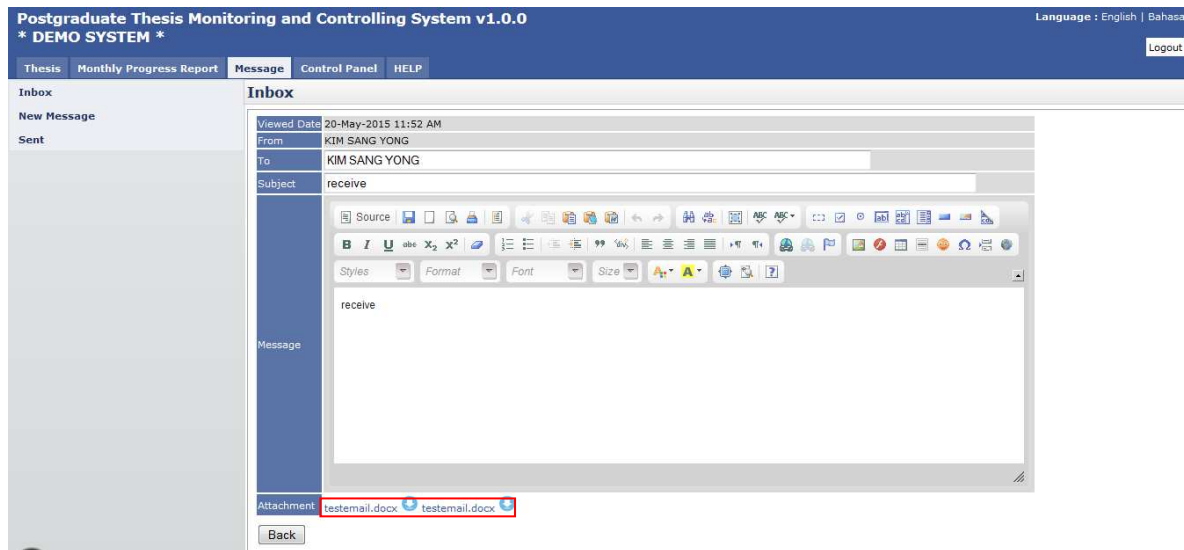 Postgraduate Thesis Monitoring and Controlling System v1.0.0
Language : English | Bahasa
* DEMO SYSTEM *
Logout
Thesis Monthly Progress Report Message Control Panel HELP
Inbox
Inbox
New Message
Sent
Viewed Date 20-May-2015 11:52 AM
From KIM SANG YONG
To KIM SANG YONG
Subject receive
Source
B I U abc X₂ X²
Styles Format Font Size A A ?
Message
receive
Attachment testemail.docx testemail.docx
Back